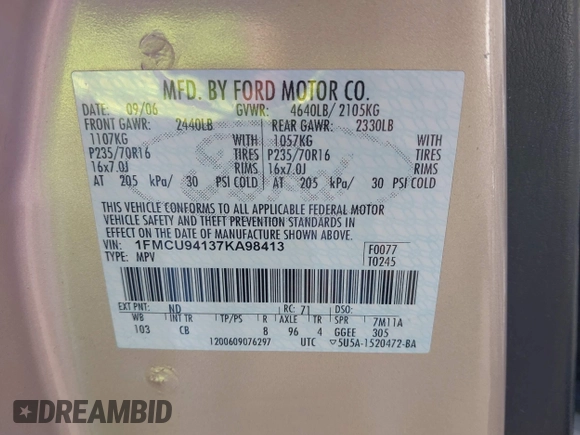 MFD. BY FORD MOTOR CO.
DATE: 09/06 GVWR: 4640LB/ 2105KG
FRONT GAWR: 2440LB REAR GAWR: 2330LB
1107KG WITH 1057KG WITH
P235/70R16 TIRES P235/70R16 TIRES
16x7.0J RIMS 16x7.0J RIMS
AT 205 kPa/ 30 PSI COLD AT 205 kPa/ 30 PSI COLD
THIS VEHICLE CONFORMS TO ALL APPLICABLE FEDERAL MOTOR
VEHICLE SAFETY AND THEFT PREVENTION STANDARDS IN
EFFECT ON THE DATE OF MANUFACTURE SHOWN ABOVE.
VIN: 1FMCU94137KA98413 F0077
TYPE: MPV T0245
EXT PNT: ND RC: 71 DSO:
WB INT TR TP/PS R AXLE TR SPR 7M11A
103 CB 8 96 4 GGEE 305
1200609076297 UTC ▽5U5A-1520472-BA
DREAMBID